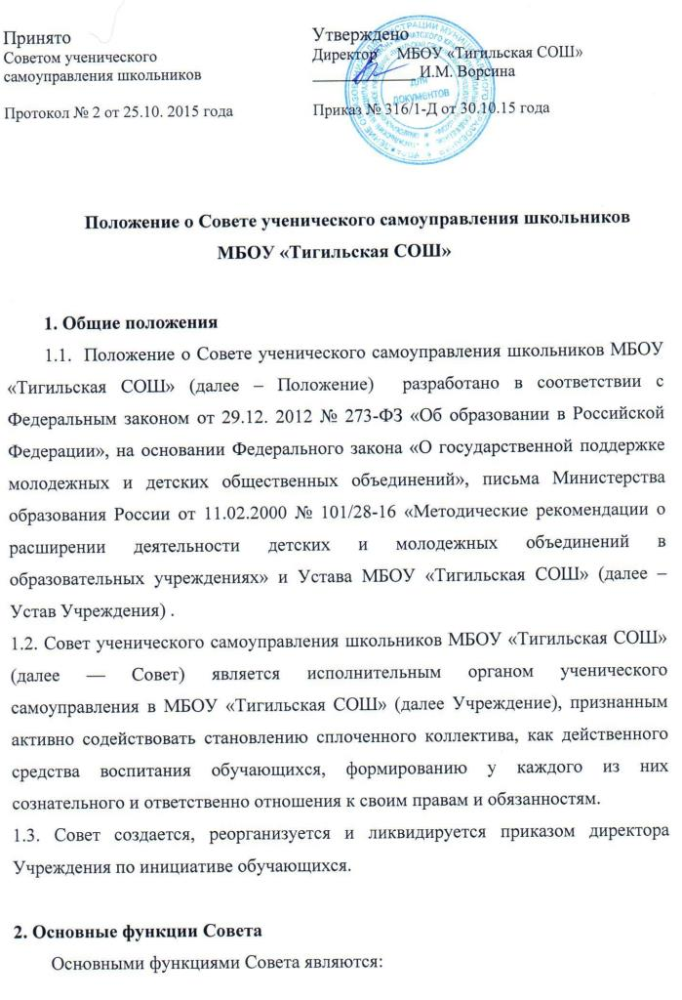 Принято
Советом ученического
самоуправления школьников
Протокол № 2 от 25.10. 2015 года
Утверждено
Директор МБОУ «Тигильская СОШ»
И.М. Ворсина
Приказ № 316/1-Д от 30.10.15 года
ДЛЯ
ДОКУМЕНТОВ
Положение о Совете ученического самоуправления школьников
МБОУ «Тигильская СОШ»
1. Общие положения
1.1. Положение о Совете ученического самоуправления школьников МБОУ
«Тигильская СОШ» (далее – Положение) разработано в соответствии с
Федеральным законом от 29.12. 2012 № 273-ФЗ «Об образовании в Российской
Федерации», на основании Федерального закона «О государственной поддержке
молодежных и детских общественных объединений», письма Министерства
образования России от 11.02.2000 № 101/28-16 «Методические рекомендации о
расширении деятельности детских и молодежных объединений в
образовательных учреждениях» и Устава МБОУ «Тигильская СОШ» (далее –
Устав Учреждения) .
1.2. Совет ученического самоуправления школьников МБОУ «Тигильская СОШ»
(далее — Совет) является исполнительным органом ученического
самоуправления в МБОУ «Тигильская СОШ» (далее Учреждение), признанным
активно содействовать становлению сплоченного коллектива, как действенного
средства воспитания обучающихся, формированию у каждого из них
сознательного и ответственно отношения к своим правам и обязанностям.
1.3. Совет создается, реорганизуется и ликвидируется приказом директора
Учреждения по инициативе обучающихся.
2. Основные функции Совета
Основными функциями Совета являются: